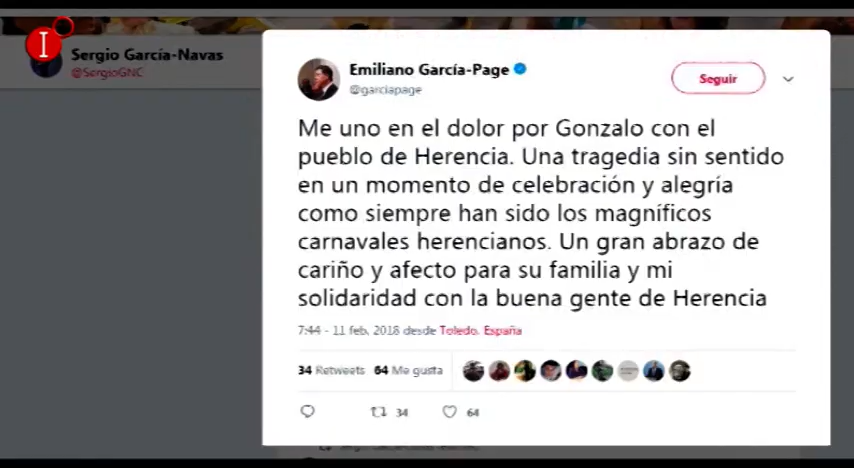 I
Sergio García-Navas
@SergioGNC
Emiliano García-Page
@garciapage
Seguir
Me uno en el dolor por Gonzalo con el
pueblo de Herencia. Una tragedia sin sentido
en un momento de celebración y alegría
como siempre han sido los magníficos
carnavales herencianos. Un gran abrazo de
cariño y afecto para su familia y mi
solidaridad con la buena gente de Herencia
7:44 - 11 feb. 2018 desde Toledo, España
34 Retweets 64 Me gusta
34 64